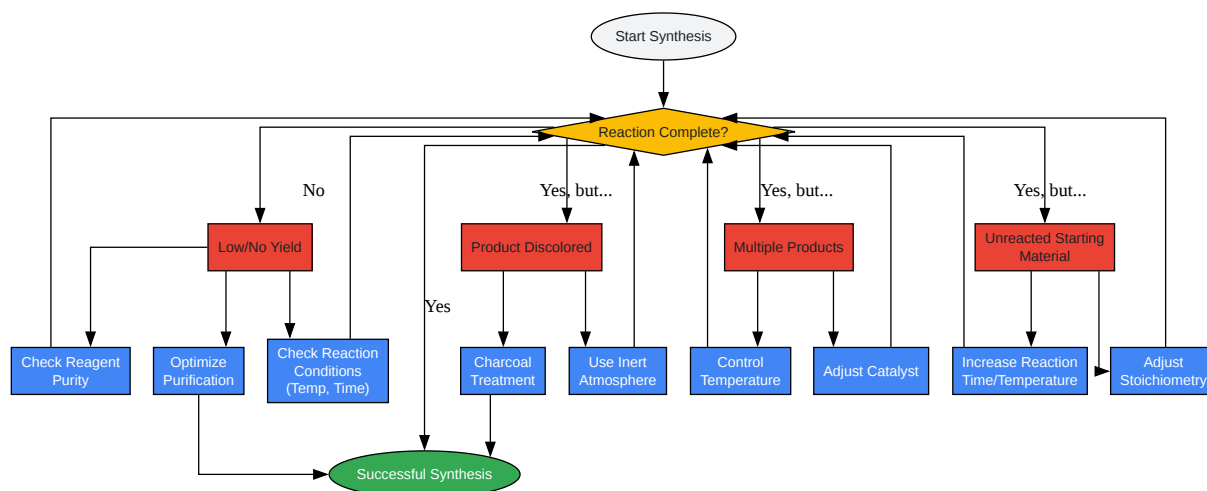 Start Synthesis
Reaction Complete?
No
Yes, but...
Yes, but...
Yes, but...
Low/No Yield
Product Discolored
Multiple Products
Unreacted Starting
Material
Yes
Check Reagent
Purity
Optimize
Purification
Check Reaction
Conditions
(Temp, Time)
Charcoal
Treatment
Use Inert
Atmosphere
Control
Temperature
Adjust Catalyst
Increase Reaction
Time/Temperature
Adjust
Stoichiometry
Successful Synthesis